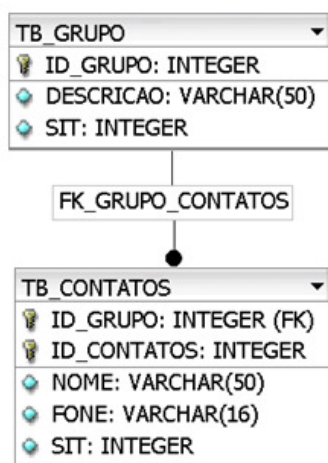 TB_GRUPO
ID_GRUPO: INTEGER
DESCRICAO: VARCHAR(50)
SIT: INTEGER
FK_GRUPO_CONTATOS
TB_CONTATOS
ID_GRUPO: INTEGER (FK)
ID_CONTATOS: INTEGER
NOME: VARCHAR(50)
FONE: VARCHAR(16)
SIT: INTEGER